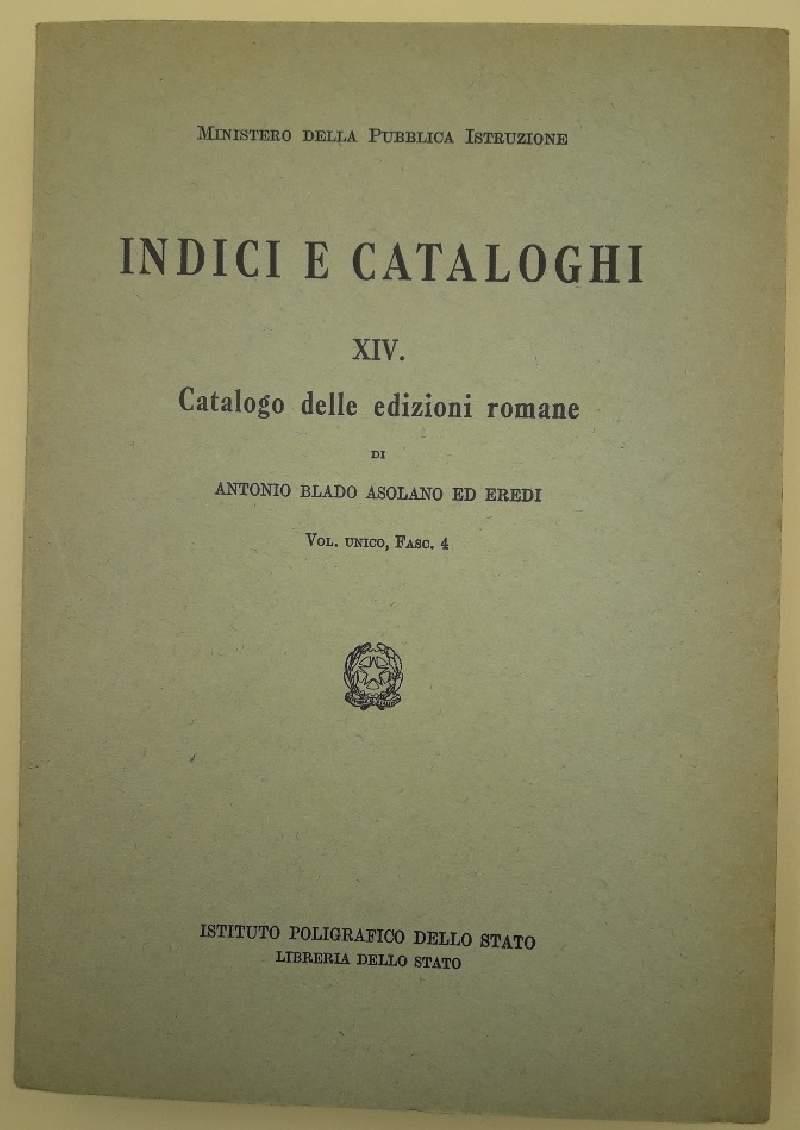 MINISTERO DELLA PUBBLICA ISTRUZIONE
INDICI E CATALOGHI
XIV.
Catalogo delle edizioni romane
DI
ANTONIO BLADO ASOLANO ED EREDI
VOL. UNICO, FASC. 4
ISTITUTO POLIGRAFICO DELLO STATO
LIBRERIA DELLO STATO